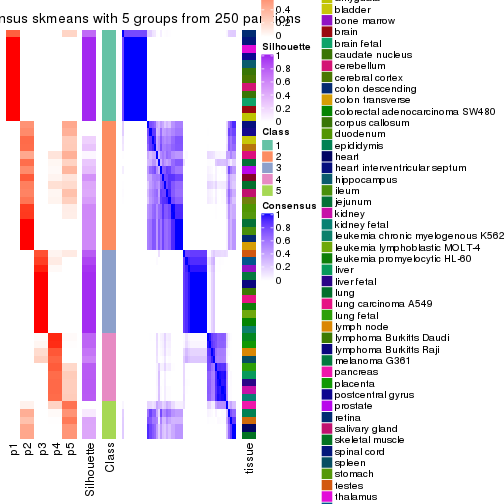 nsus skmeans with 5 groups from 250 par
ons
0.4
0.2
0
Silhouette
1
0.8
0.6
0.4
0.2
0
Class
1
2
3
4
5
Consensus
1
0.8
0.6
0.4
0.2
0
p1
p2
p3
p4
p5
Silhouette
Class
tissue
bladder
bone marrow
brain
brain fetal
caudate nucleus
cerebellum
cerebral cortex
colon descending
colon transverse
colorectal adenocarcinoma SW480
corpus callosum
duodenum
epididymis
heart
heart interventricular septum
hippocampus
ileum
jejunum
kidney
kidney fetal
leukemia chronic myelogenous K562
leukemia lymphoblastic MOLT-4
leukemia promyelocytic HL-60
liver
liver fetal
lung
lung carcinoma A549
lung fetal
lymph node
lymphoma Burkitts Daudi
lymphoma Burkitts Raji
melanoma G361
pancreas
placenta
postcentral gyrus
prostate
retina
salivary gland
skeletal muscle
spinal cord
spleen
stomach
testes
thalamus